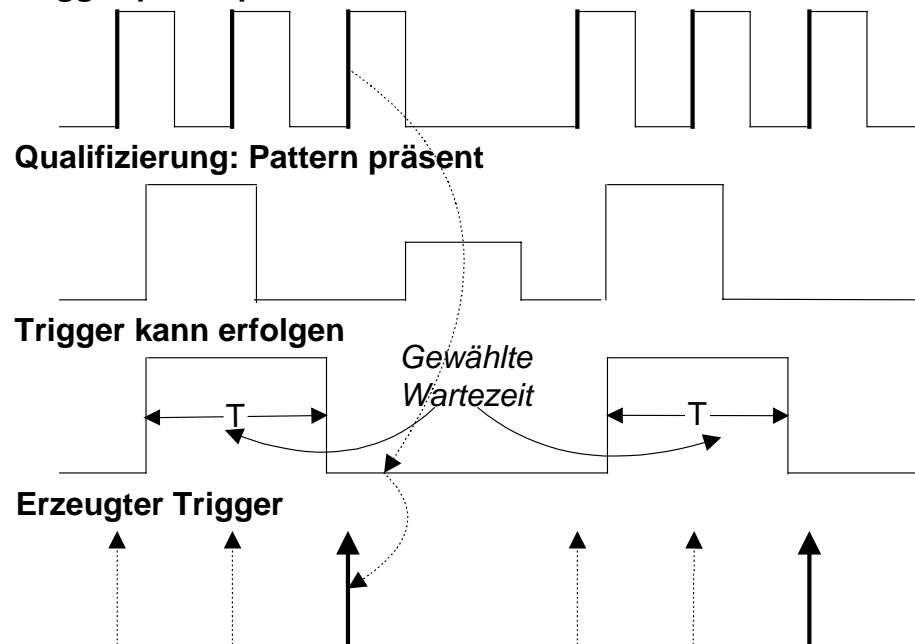 Qualifizierung: Pattern präsent
Trigger kann erfolgen
Gewählte
Wartezeit
T
T
Erzeugter Trigger